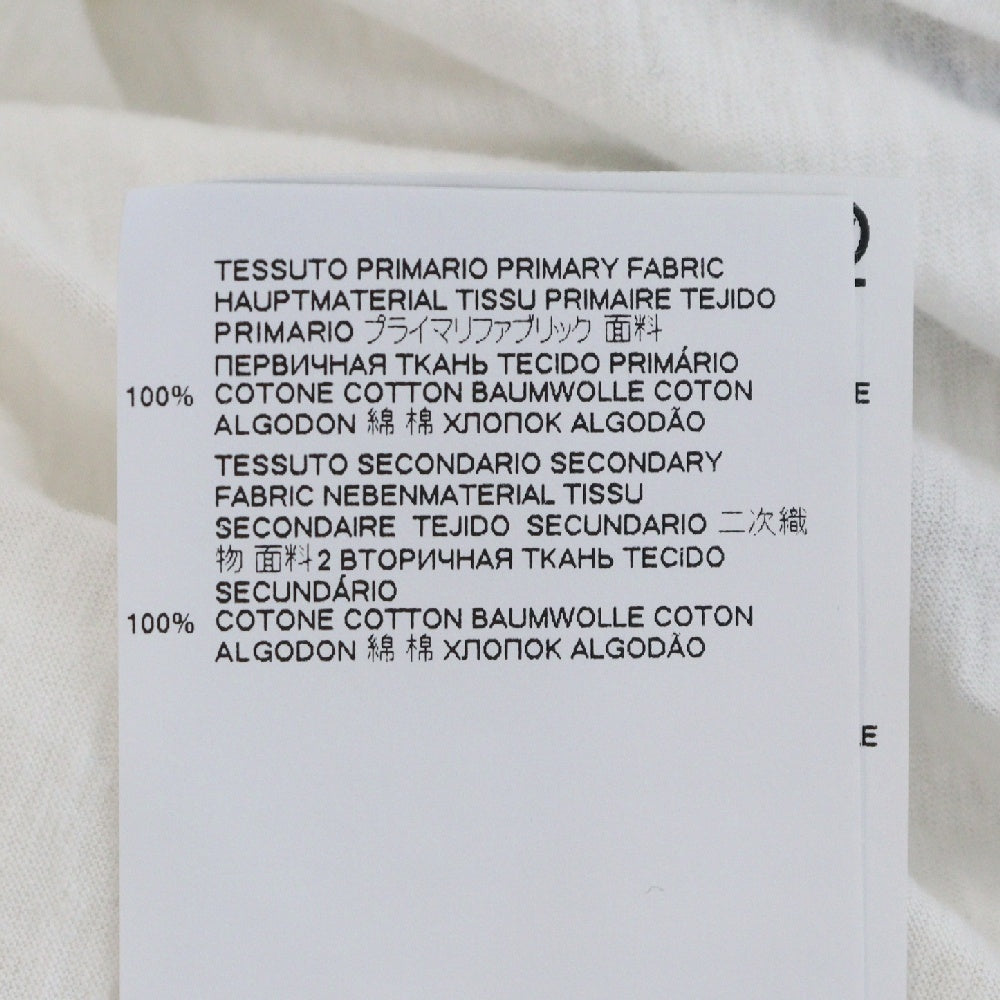 TESSUTO PRIMARIO PRIMARY FABRIC
HAUPTMATERIAL TISSU PRIMAIRE TEJIDO
PRIMARIO プライマリファブリック 面料
ПЕРВИЧНАЯ ТКАНЬ TECIDO PRIMÁRIO
100% COTONE COTTON BAUMWOLLE COTON
ALGODON 綿 棉 ХЛОПОК ALGODÃO
TESSUTO SECONDARIO SECONDARY
FABRIC NEBENMATERIAL TISSU
SECONDAIRE TEJIDO SECUNDARIO 二次織
物 面料2 ВТОРИЧНАЯ ТКАНЬ TECiDO
SECUNDÁRIO
100% COTONE COTTON BAUMWOLLE COTON
ALGODON 綿 棉 ХЛОПОК ALGODÃO
E
E